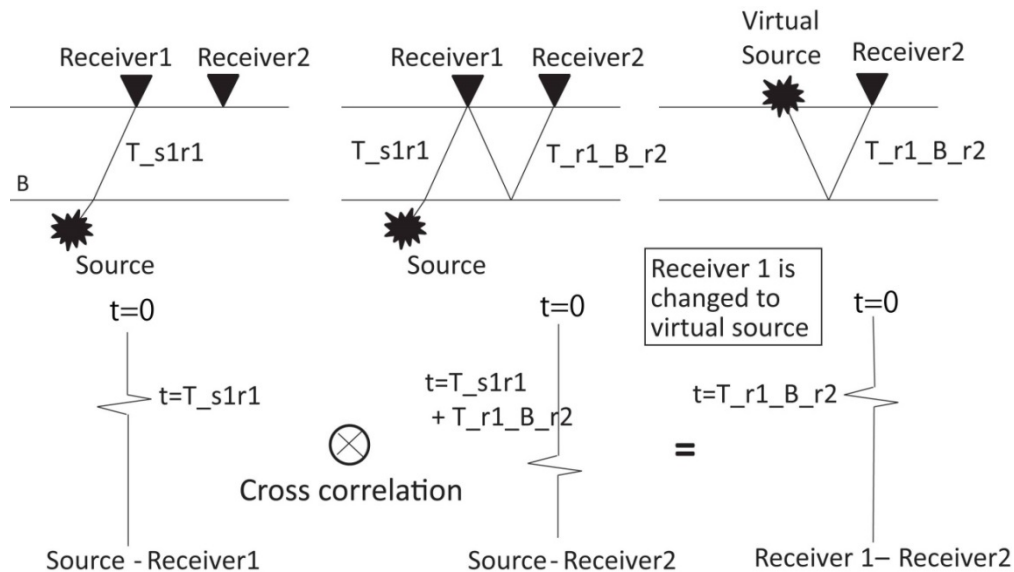 Receiver1 Receiver2
T_s1r1
B
Source
Receiver1 Receiver2
T_s1r1
T_r1_B_r2
Source
Virtual
Source
Receiver2
T_r1_B_r2
Receiver 1 is
changed to
virtual source
t=0
t=T_s1r1
Source - Receiver1
Cross correlation
t=0
t=T_s1r1
+ T_r1_B_r2
Source-Receiver2
=
t=0
t=T_r1_B_r2
Receiver 1– Receiver2